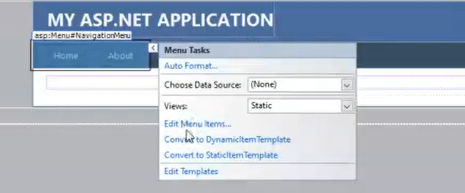 MY ASP.NET APPLICATION
asp:Menu#NavigationMenu
Home About
Menu Tasks
Auto Format...
Choose Data Source: (None)
Views: Static
Edit Menu Items...
Convert to DynamicItemTemplate
Convert to StaticItemTemplate
Edit Templates